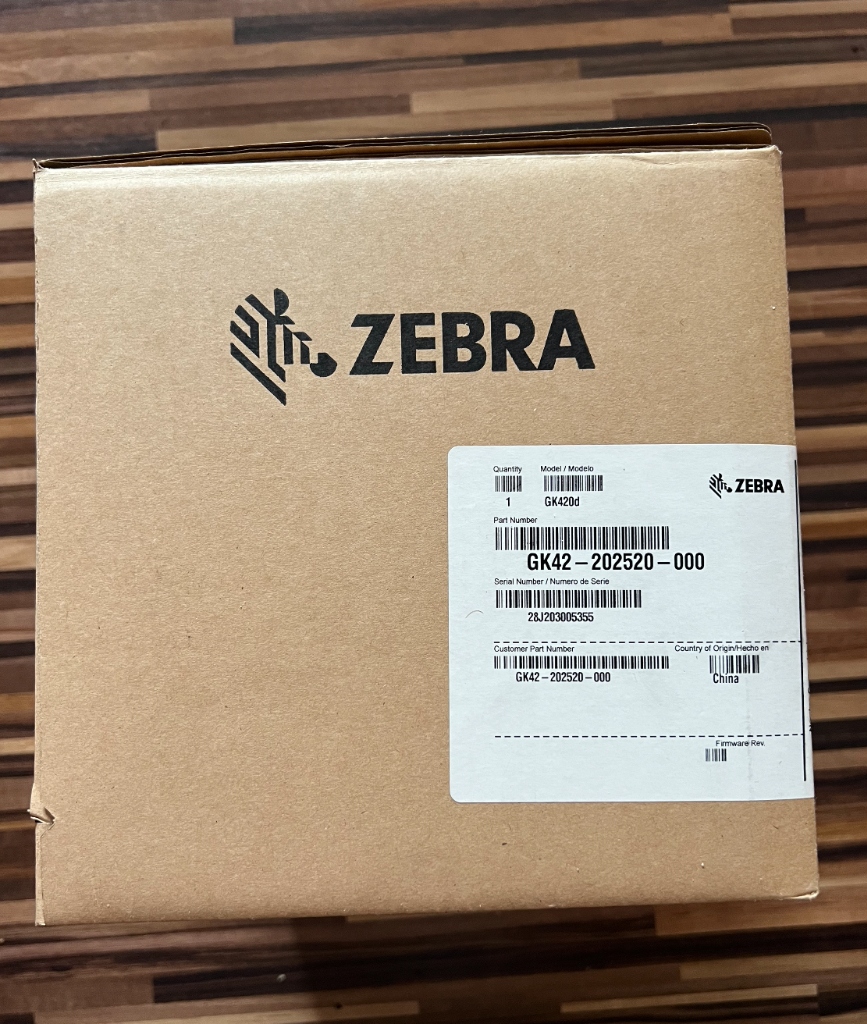 ZEBRA
Quantity Model / Modelo
ZEBRA
1 GK420d
Part Number
GK42-202520-000
Serial Number / Numero de Serie
28J203005355
Customer Part Number Country of Origin/Hecho en
GK42-202520-000 China
Firmware Rev.